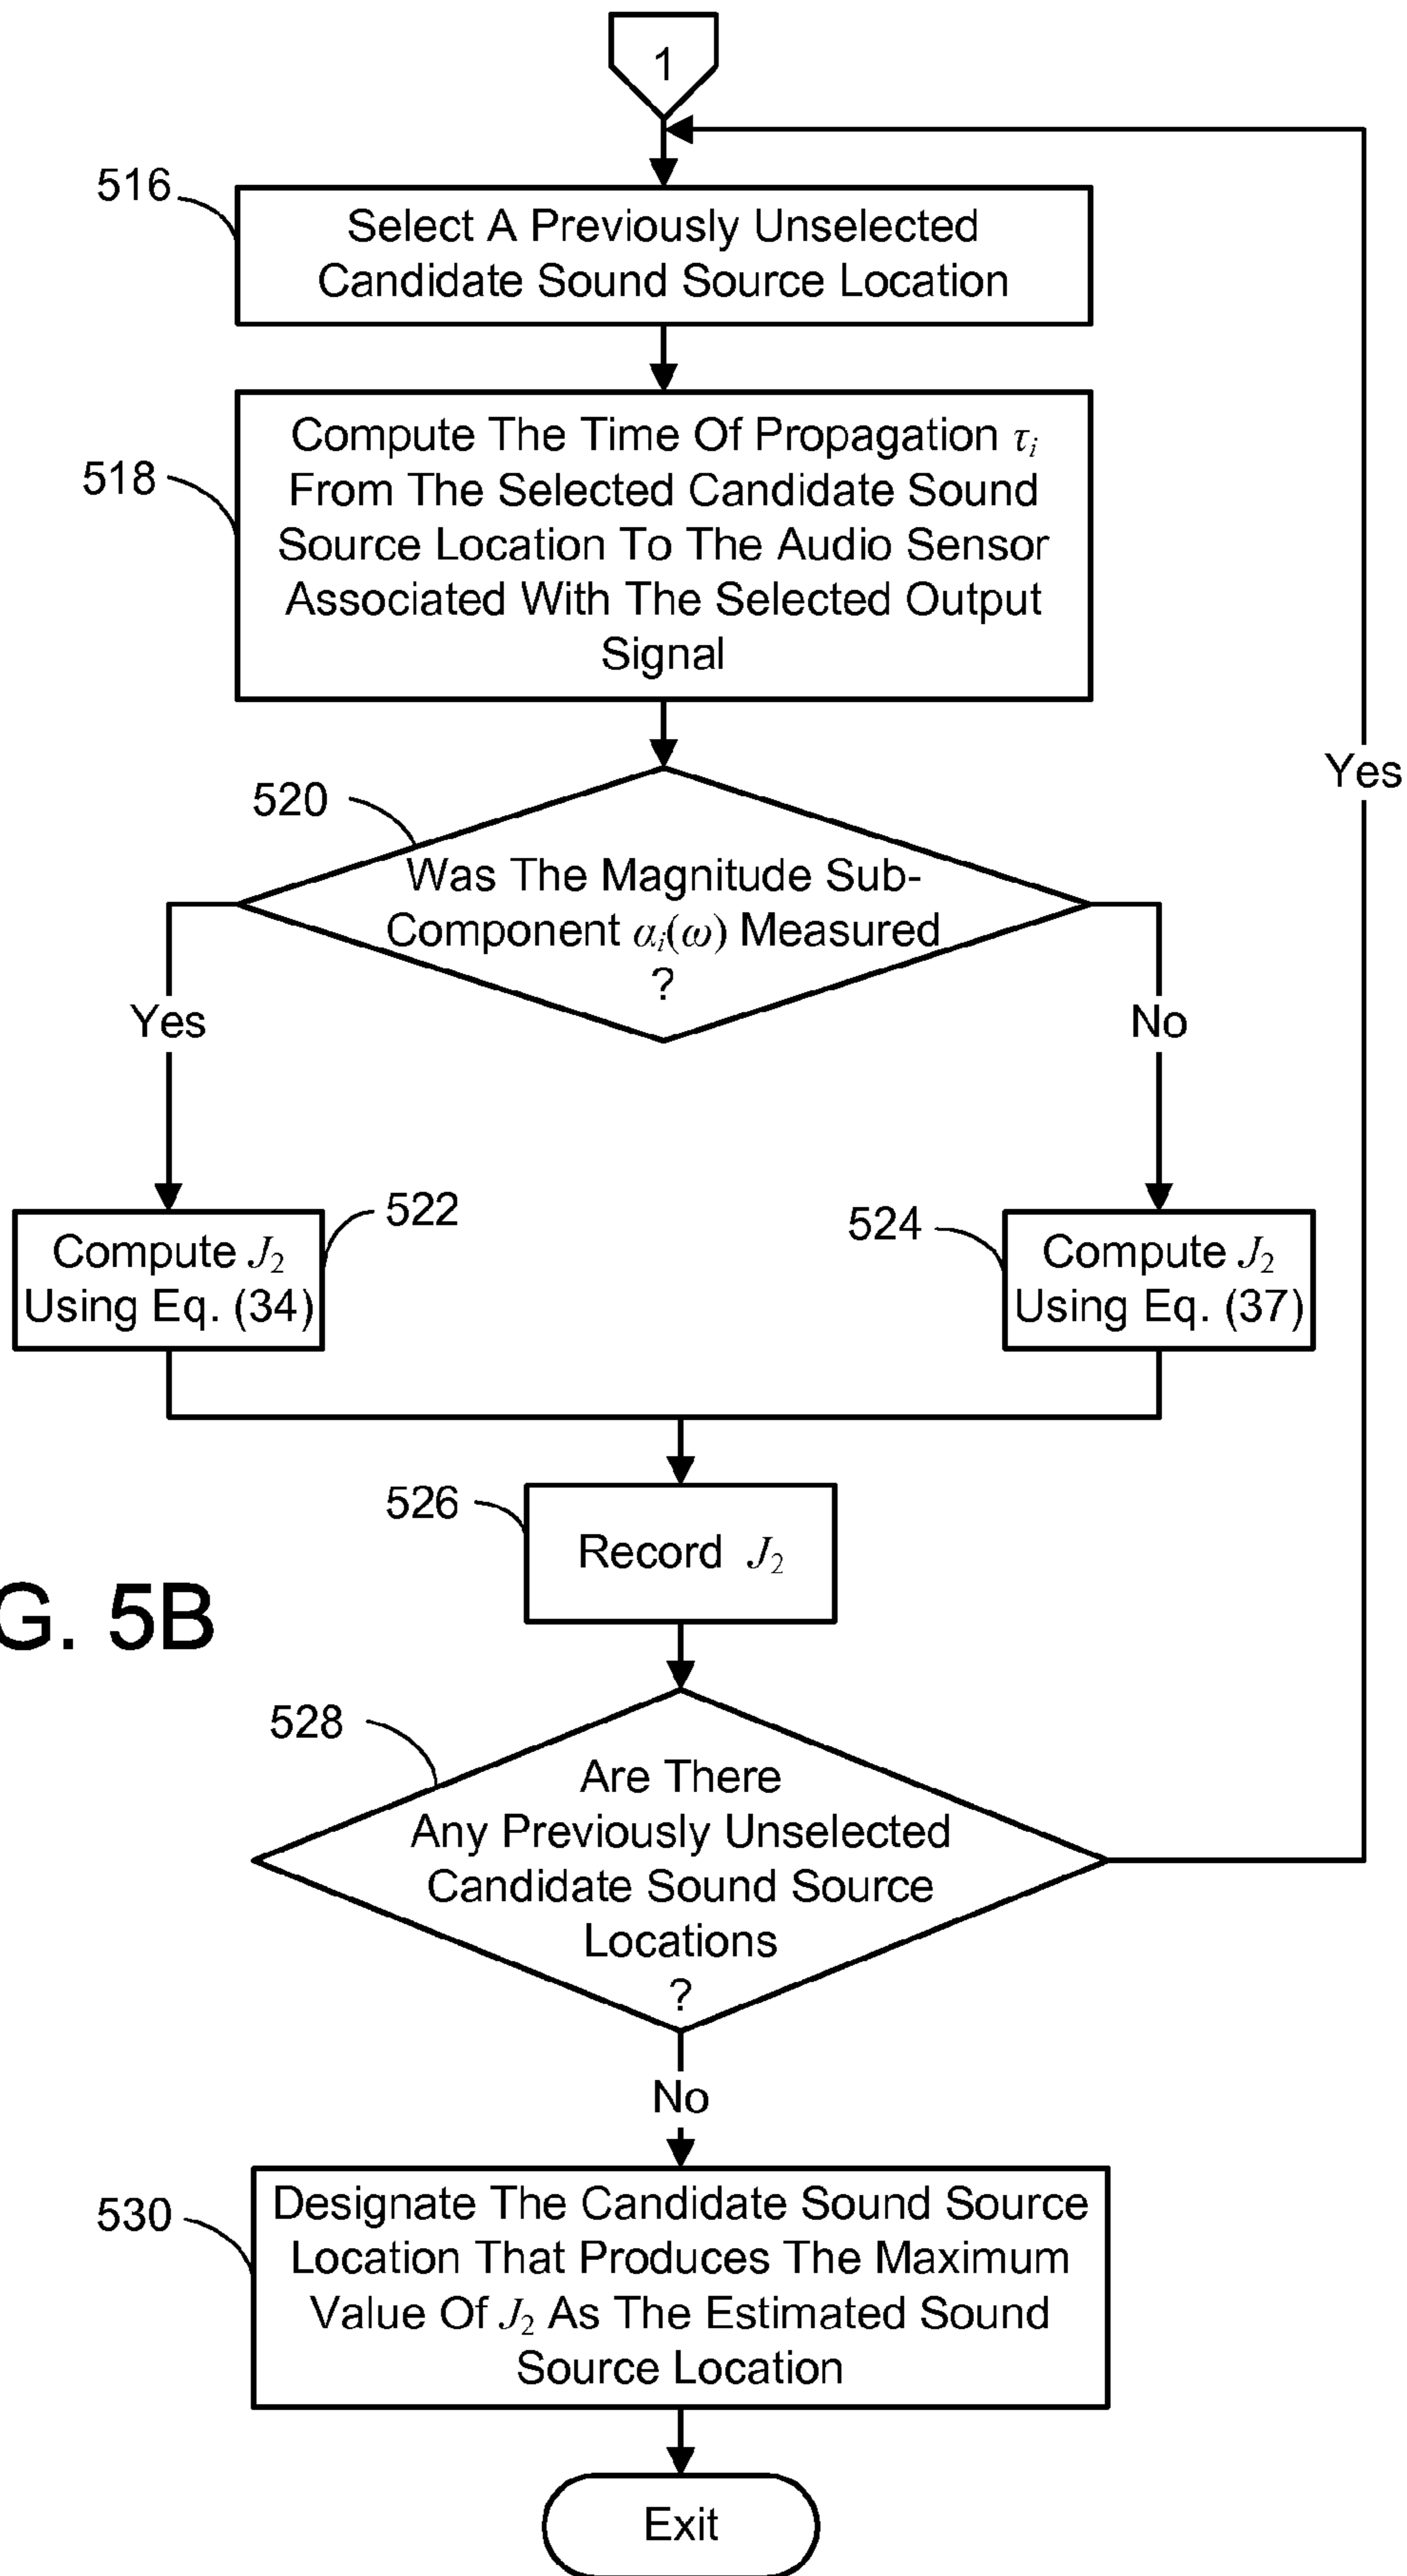 1
516
Select A Previously Unselected
Candidate Sound Source Location
518
Compute The Time Of Propagation τᵢ
From The Selected Candidate Sound
Source Location To The Audio Sensor
Associated With The Selected Output
Signal
Yes
520
Was The Magnitude Sub-
Component αᵢ(ω) Measured
?
Yes
No
522
Compute J₂
Using Eq. (34)
524
Compute J₂
Using Eq. (37)
526
Record J₂
G. 5B
528
Are There
Any Previously Unselected
Candidate Sound Source
Locations
?
No
530
Designate The Candidate Sound Source
Location That Produces The Maximum
Value Of J₂ As The Estimated Sound
Source Location
Exit